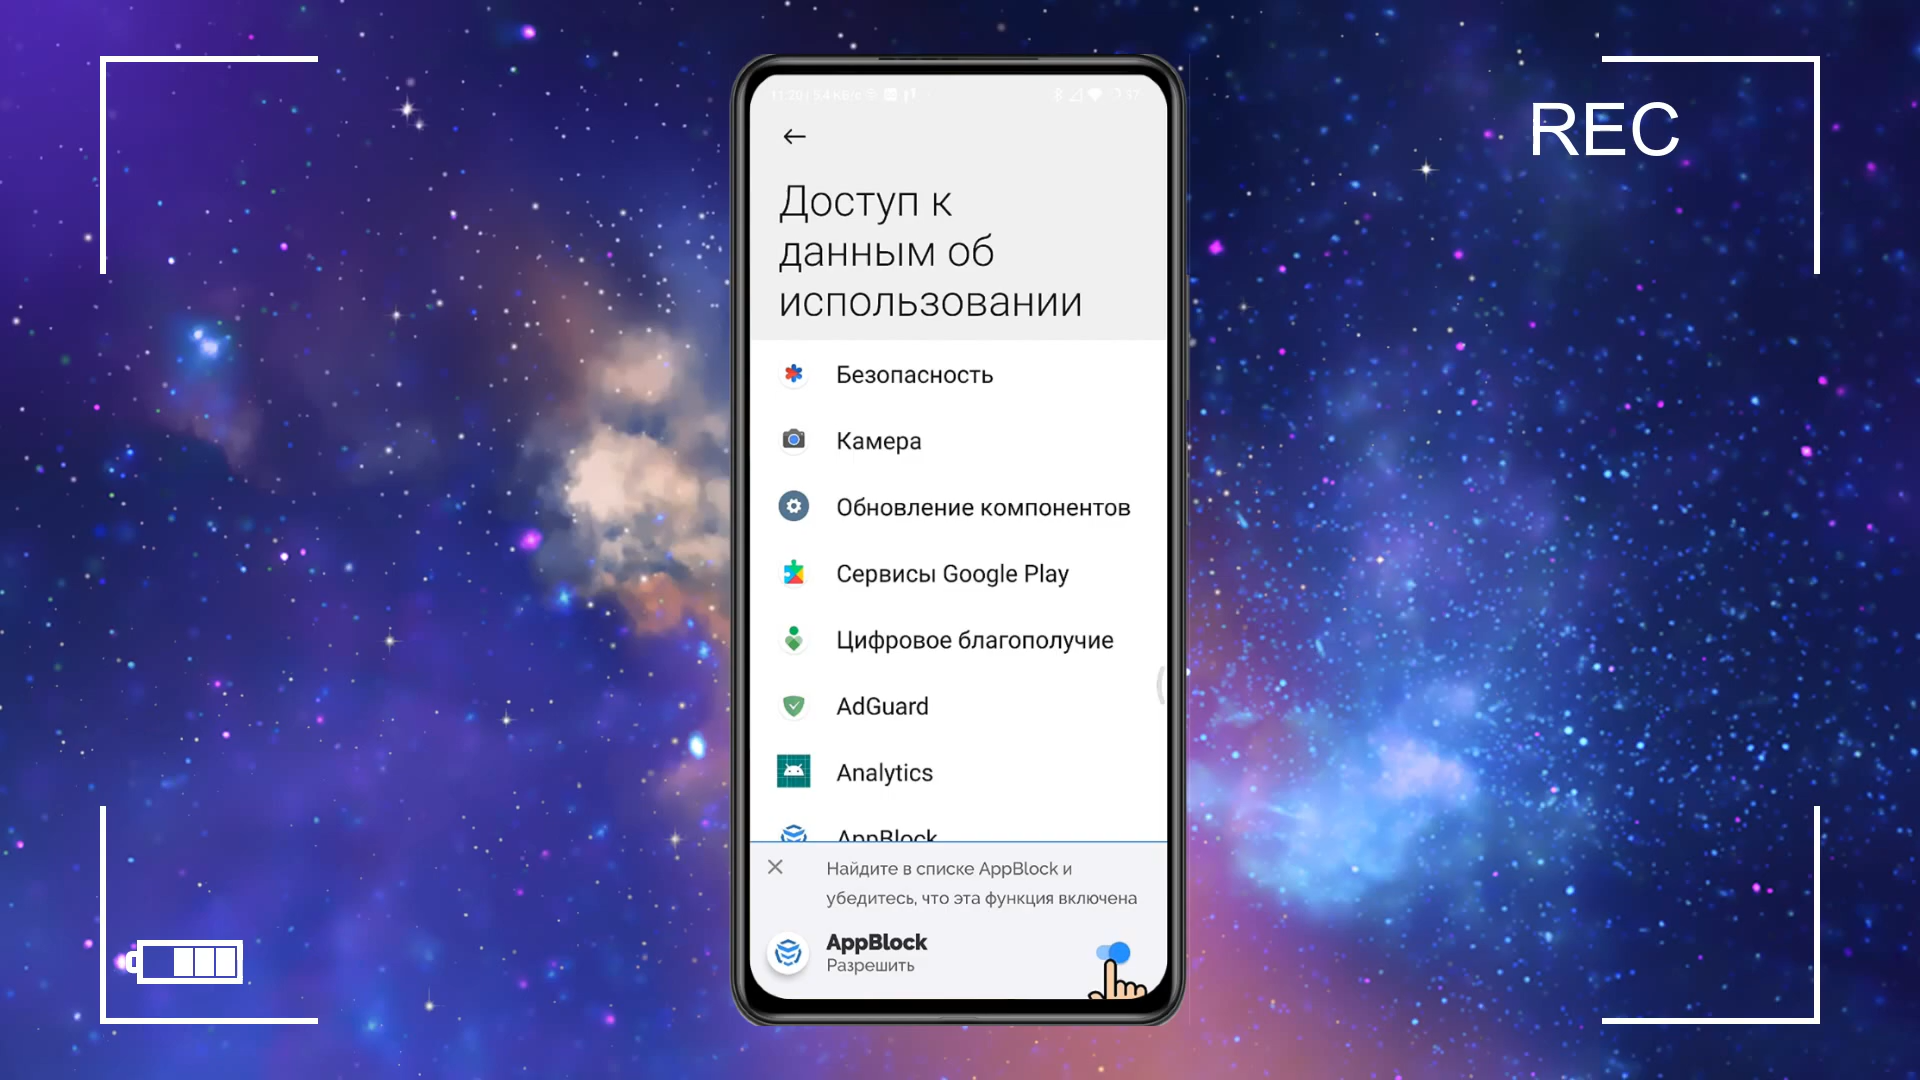 REC
Доступ к
данным об
использовании
Безопасность
Камера
Обновление компонентов
Сервисы Google Play
Цифровое благополучие
AdGuard
Analytics
AppBlock
Найдите в списке AppBlock и
убедитесь, что эта функция включена
AppBlock
Разрешить